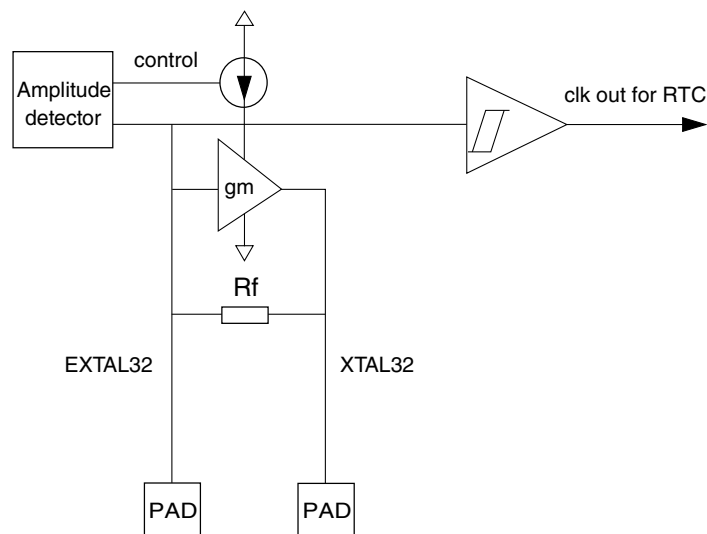 control
Amplitude
detector
clk out for RTC
gm
Rf
EXTAL32
XTAL32
PAD
PAD